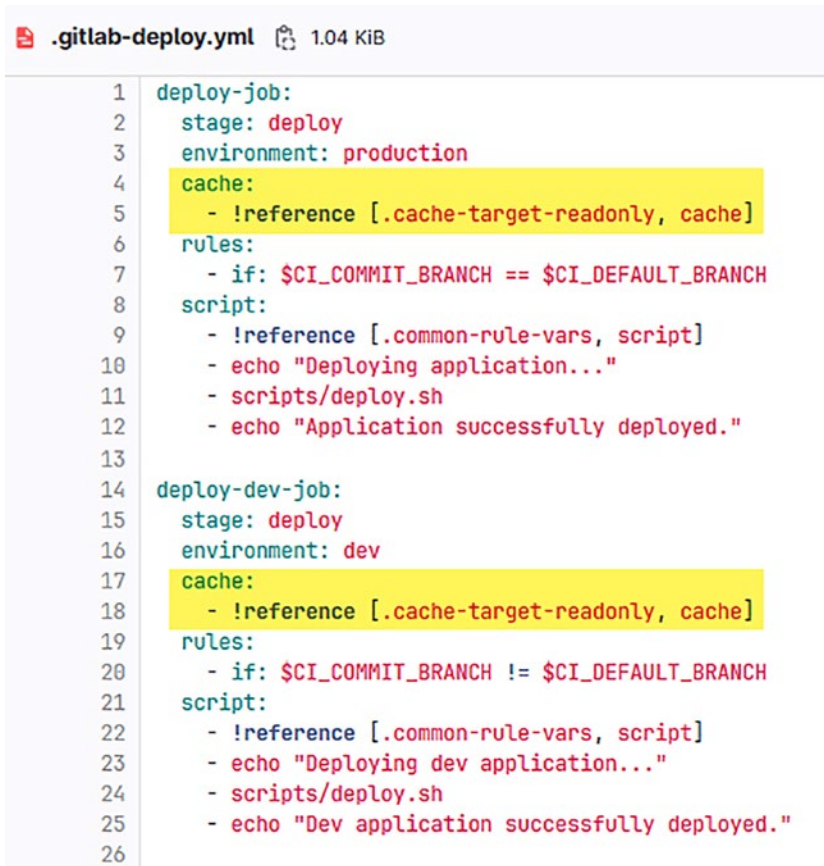 .gitlab-deploy.yml 1.04 KiB
1 deploy-job:
2   stage: deploy
3   environment: production
4   cache:
5     - !reference [.cache-target-readonly, cache]
6   rules:
7     - if: $CI_COMMIT_BRANCH == $CI_DEFAULT_BRANCH
8   script:
9     - !reference [.common-rule-vars, script]
10     - echo "Deploying application..."
11     - scripts/deploy.sh
12     - echo "Application successfully deployed."
13
14 deploy-dev-job:
15   stage: deploy
16   environment: dev
17   cache:
18     - !reference [.cache-target-readonly, cache]
19   rules:
20     - if: $CI_COMMIT_BRANCH != $CI_DEFAULT_BRANCH
21   script:
22     - !reference [.common-rule-vars, script]
23     - echo "Deploying dev application..."
24     - scripts/deploy.sh
25     - echo "Dev application successfully deployed."
26